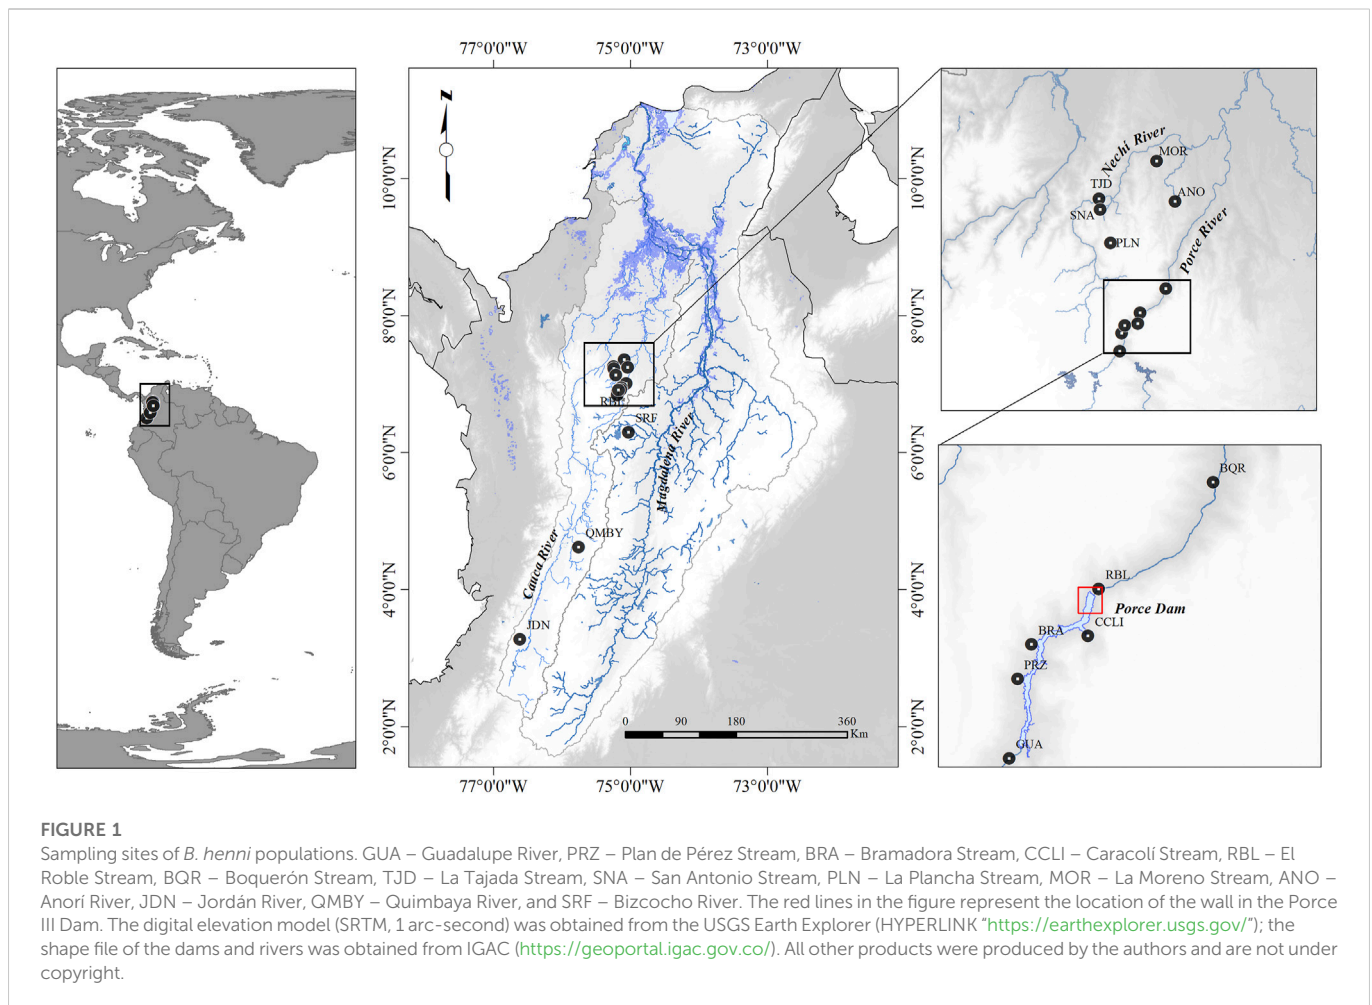 77°0'0"W 75°0'0"W 73°0'0"W
10°0'0"N
8°0'0"N
6°0'0"N
4°0'0"N
2°0'0"N
N
RBL
SRF
Magdalena River
QMBY
Cauca River
JDN
0 90 180 360
Km
77°0'0"W 75°0'0"W 73°0'0"W
10°0'0"N
8°0'0"N
6°0'0"N
4°0'0"N
2°0'0"N
Nechi River
MOR
TJD
ANO
SNA
PLN
Porce River
BQR
RBL
Porce Dam
CCLI
BRA
PRZ
GUA
FIGURE 1
Sampling sites of B. henni populations. GUA – Guadalupe River, PRZ – Plan de Pérez Stream, BRA – Bramadora Stream, CCLI – Caracolí Stream, RBL – El
Roble Stream, BQR – Boquerón Stream, TJD – La Tajada Stream, SNA – San Antonio Stream, PLN – La Plancha Stream, MOR – La Moreno Stream, ANO –
Anorí River, JDN – Jordán River, QMBY – Quimbaya River, and SRF – Bizcocho River. The red lines in the figure represent the location of the wall in the Porce
III Dam. The digital elevation model (SRTM, 1 arc-second) was obtained from the USGS Earth Explorer (HYPERLINK “https://earthexplorer.usgs.gov/”); the
shape file of the dams and rivers was obtained from IGAC (https://geoportal.igac.gov.co/). All other products were produced by the authors and are not under
copyright.